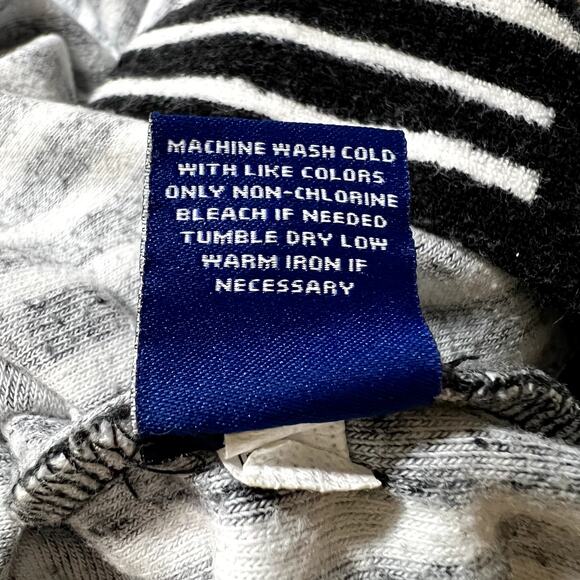 MACHINE WASH COLD
WITH LIKE COLORS
ONLY NON-CHLORINE
BLEACH IF NEEDED
TUMBLE DRY LOW
WARM IRON IF
NECESSARY